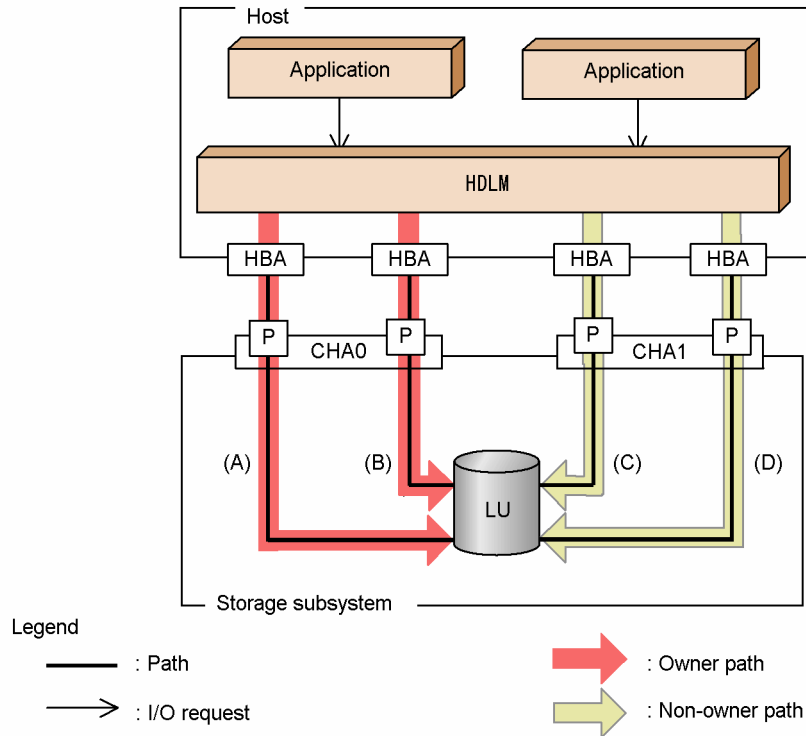 Host
Application
Application
HDLM
HBA
HBA
HBA
HBA
P
P
P
P
CHA0
CHA1
(A)
(B)
(C)
(D)
LU
Storage subsystem
Legend
: Path
: Owner path
: I/O request
: Non-owner path